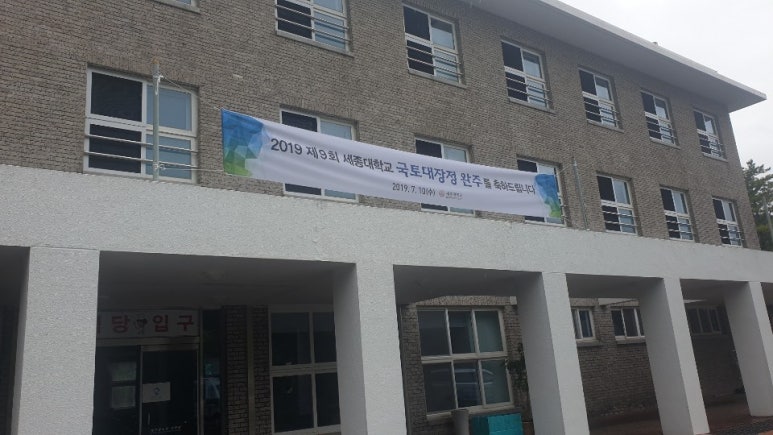 2019 제9회 세종대학교 국토대장정 완주를 축하드립니다
2019. 7. 10(수)
당 입구